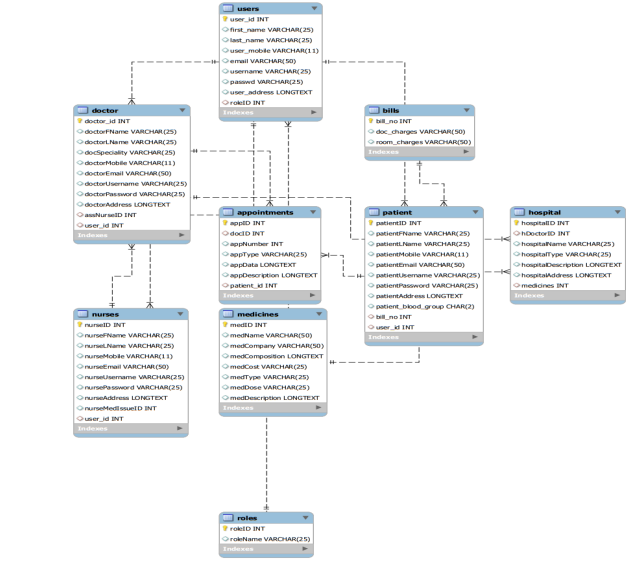 users
user_id INT
first_name VARCHAR(25)
last_name VARCHAR(25)
user_mobile VARCHAR(11)
email VARCHAR(50)
username VARCHAR(25)
passwd VARCHAR(25)
user_address LONGTEXT
roleID INT
Indexes
doctor
doctor_id INT
doctorFName VARCHAR(25)
doctorLName VARCHAR(25)
docSpeciality VARCHAR(25)
doctorMobile VARCHAR(11)
doctorEmail VARCHAR(50)
doctorUsername VARCHAR(25)
doctorPassword VARCHAR(25)
doctorAddress LONGTEXT
assNurseID INT
user_id INT
Indexes
bills
bill_no INT
doc_charges VARCHAR(50)
room_charges VARCHAR(50)
Indexes
appointments
appID INT
docID INT
appNumber INT
appType VARCHAR(25)
appData LONGTEXT
appDescription LONGTEXT
patient_id INT
Indexes
patient
patientID INT
patientFName VARCHAR(25)
patientLName VARCHAR(25)
patientMobile VARCHAR(11)
patientEmail VARCHAR(50)
patientUsername VARCHAR(25)
patientPassword VARCHAR(25)
patientAddress LONGTEXT
patient_blood_group CHAR(2)
bill_no INT
user_id INT
Indexes
hospital
hospitalID INT
hDoctorID INT
hospitalName VARCHAR(25)
hospitalType VARCHAR(25)
hospitalDescription LONGTEXT
hospitalAddress LONGTEXT
medicines INT
Indexes
nurses
nurseID INT
nurseFName VARCHAR(25)
nurseLName VARCHAR(25)
nurseMobile VARCHAR(11)
nurseEmail VARCHAR(50)
nurseUsername VARCHAR(25)
nursePassword VARCHAR(25)
nurseAddress LONGTEXT
nurseMedIssueID INT
user_id INT
Indexes
medicines
medID INT
medName VARCHAR(50)
medCompany VARCHAR(50)
medComposition LONGTEXT
medCost VARCHAR(25)
medType VARCHAR(25)
medDose VARCHAR(25)
medDescription LONGTEXT
Indexes
roles
roleID INT
roleName VARCHAR(25)
Indexes